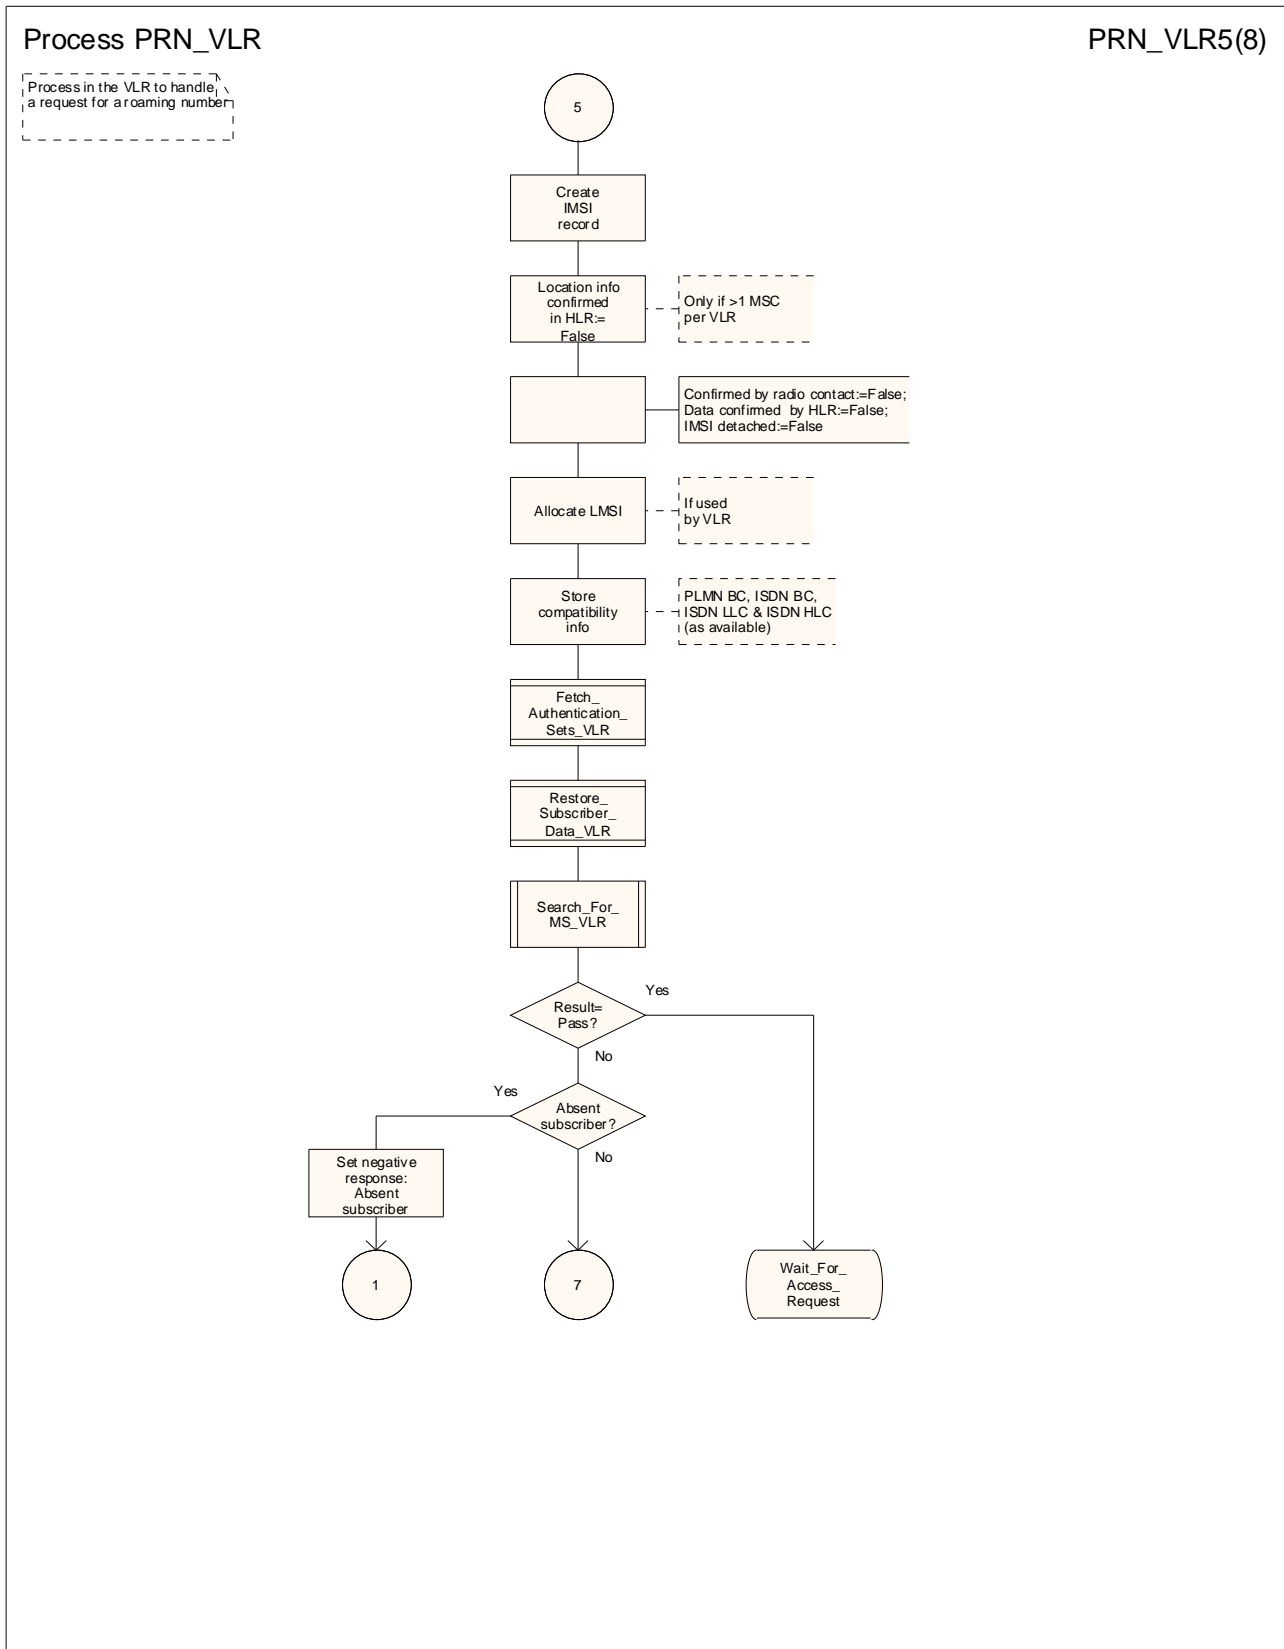 Process PRN_VLR
PRN_VLR5(8)
Process in the VLR to handle
a request for a roaming number
5
Create
IMSI
record
Location info
confirmed
in HLR:=
False
Only if >1 MSC
per VLR
Confirmed by radio contact:=False;
Data confirmed by HLR:=False;
IMSI detached:=False
Allocate LMSI
If used
by VLR
Store
compatibility
info
PLMN BC, ISDN BC,
ISDN LLC & ISDN HLC
(as available)
Fetch_
Authentication_
Sets_VLR
Restore_
Subscriber_
Data_VLR
Search_For_
MS_VLR
Result=
Pass?
Yes
No
Absent
subscriber?
Yes
No
Set negative
response:
Absent
subscriber
1
7
Wait_For_
Access_
Request